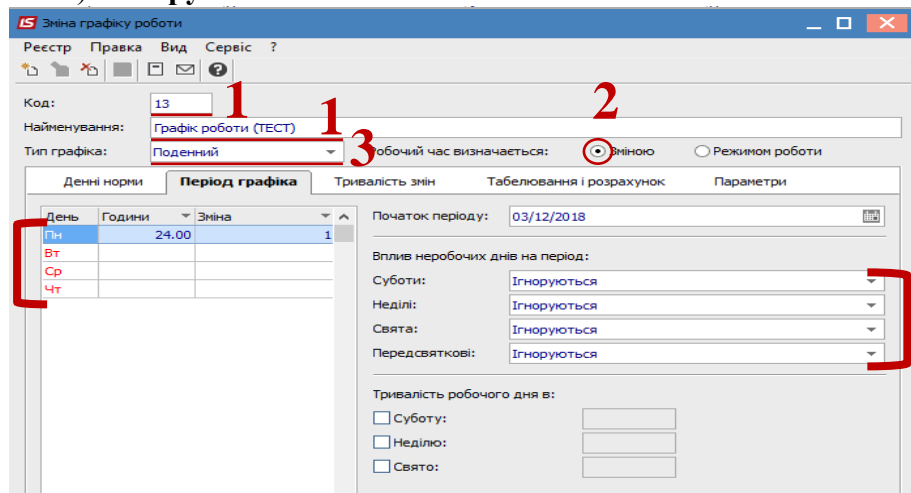 Зміна графіку роботи
Реєстр Правка Вид Сервіс ?
1 1 2
Код: 13
Найменування: Графік роботи (ТЕСТ)
3
Тип графіка: Поденний Робочий час визначається: Зміною Режимом роботи
Денні норми Період графіка Тривалість змін Табелювання і розрахунок Параметри
День Години Зміна Початок періоду: 03/12/2018
Пн 24.00 1
Вт Вплив неробочих днів на період:
Ср Суботи: Ігноруються
Чт Неділі: Ігноруються
Свята: Ігноруються
Передсвяткові: Ігноруються
Тривалість робочого дня в:
Суботу:
Неділю:
Свято: